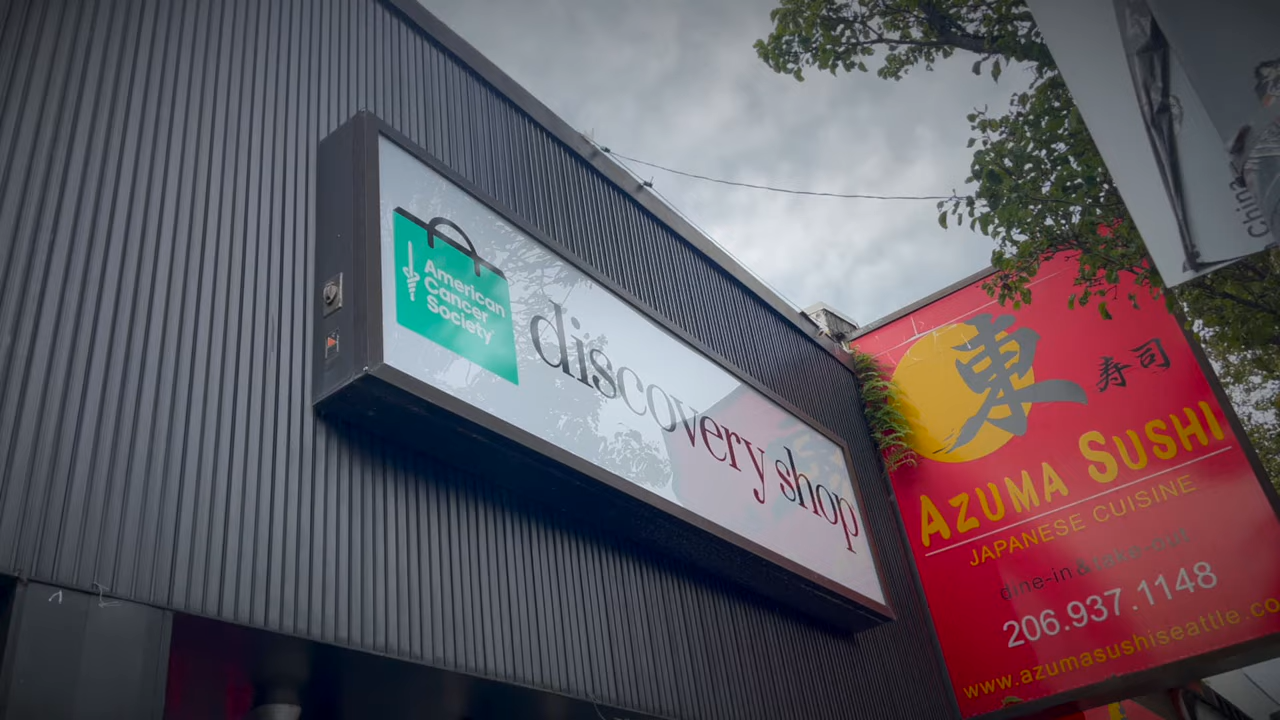 American
Cancer
Society
discovery shop
東
寿司
AZUMA SUSHI
JAPANESE CUISINE
dine-in & take-out
206.937.1148
www.azumasushiseattle.co
China